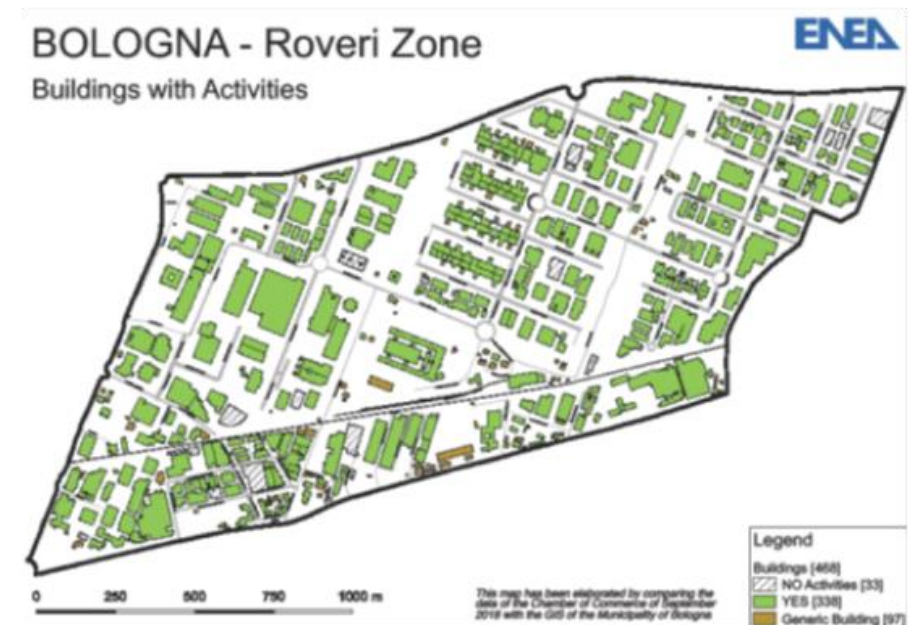 BOLOGNA - Roveri Zone
ENEA
Buildings with Activities
Legend
Buildings [468]
NO Activities [33]
YES [338]
Generic Building [97]
0 250 500 750 1000 m
This map has been elaborated by comparing the
data of the Chamber of Commerce of September
2018 with the GIS of the Municipality of Bologna